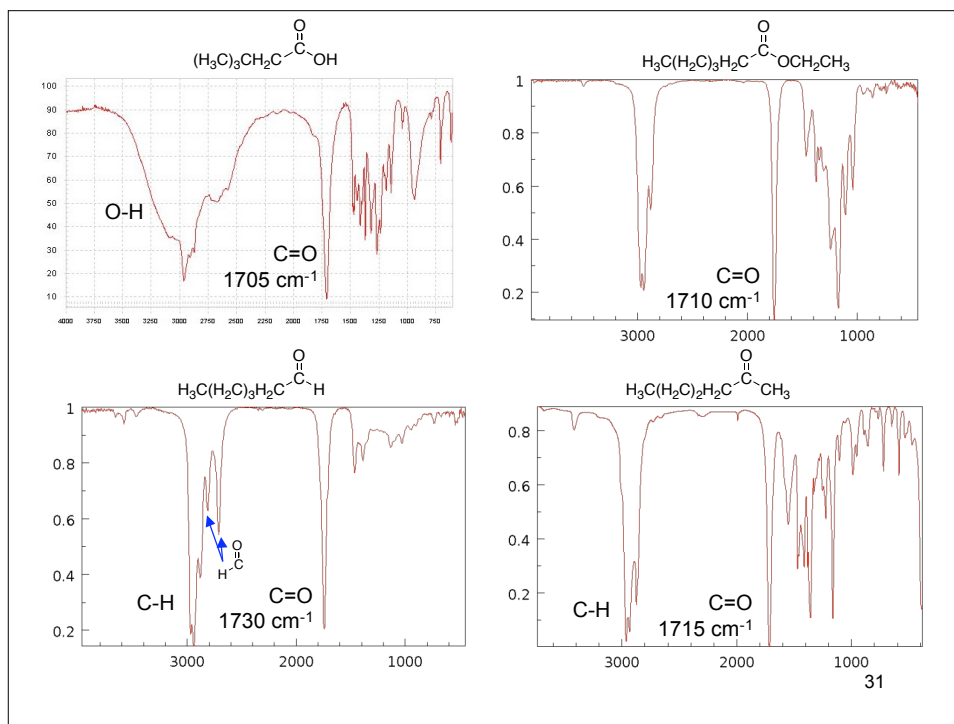 O
(H₃C)₃CH₂C C OH
100
90
80
70
60
50
40
30
20
10
O-H
C=O
1705 cm⁻¹
4000 3750 3500 3250 3000 2750 2500 2250 2000 1750 1500 1250 1000 750
O
H₃C(H₂C)₃H₂C C OCH₂CH₃
1
0.8
0.6
0.4
0.2
C=O
1710 cm⁻¹
3000 2000 1000
O
H₃C(H₂C)₃H₂C C H
1
0.8
0.6
0.4
0.2
O
H C
C-H
C=O
1730 cm⁻¹
3000 2000 1000
O
H₃C(H₂C)₂H₂C C CH₃
0.8
0.6
0.4
0.2
C-H
C=O
1715 cm⁻¹
3000 2000 1000
31